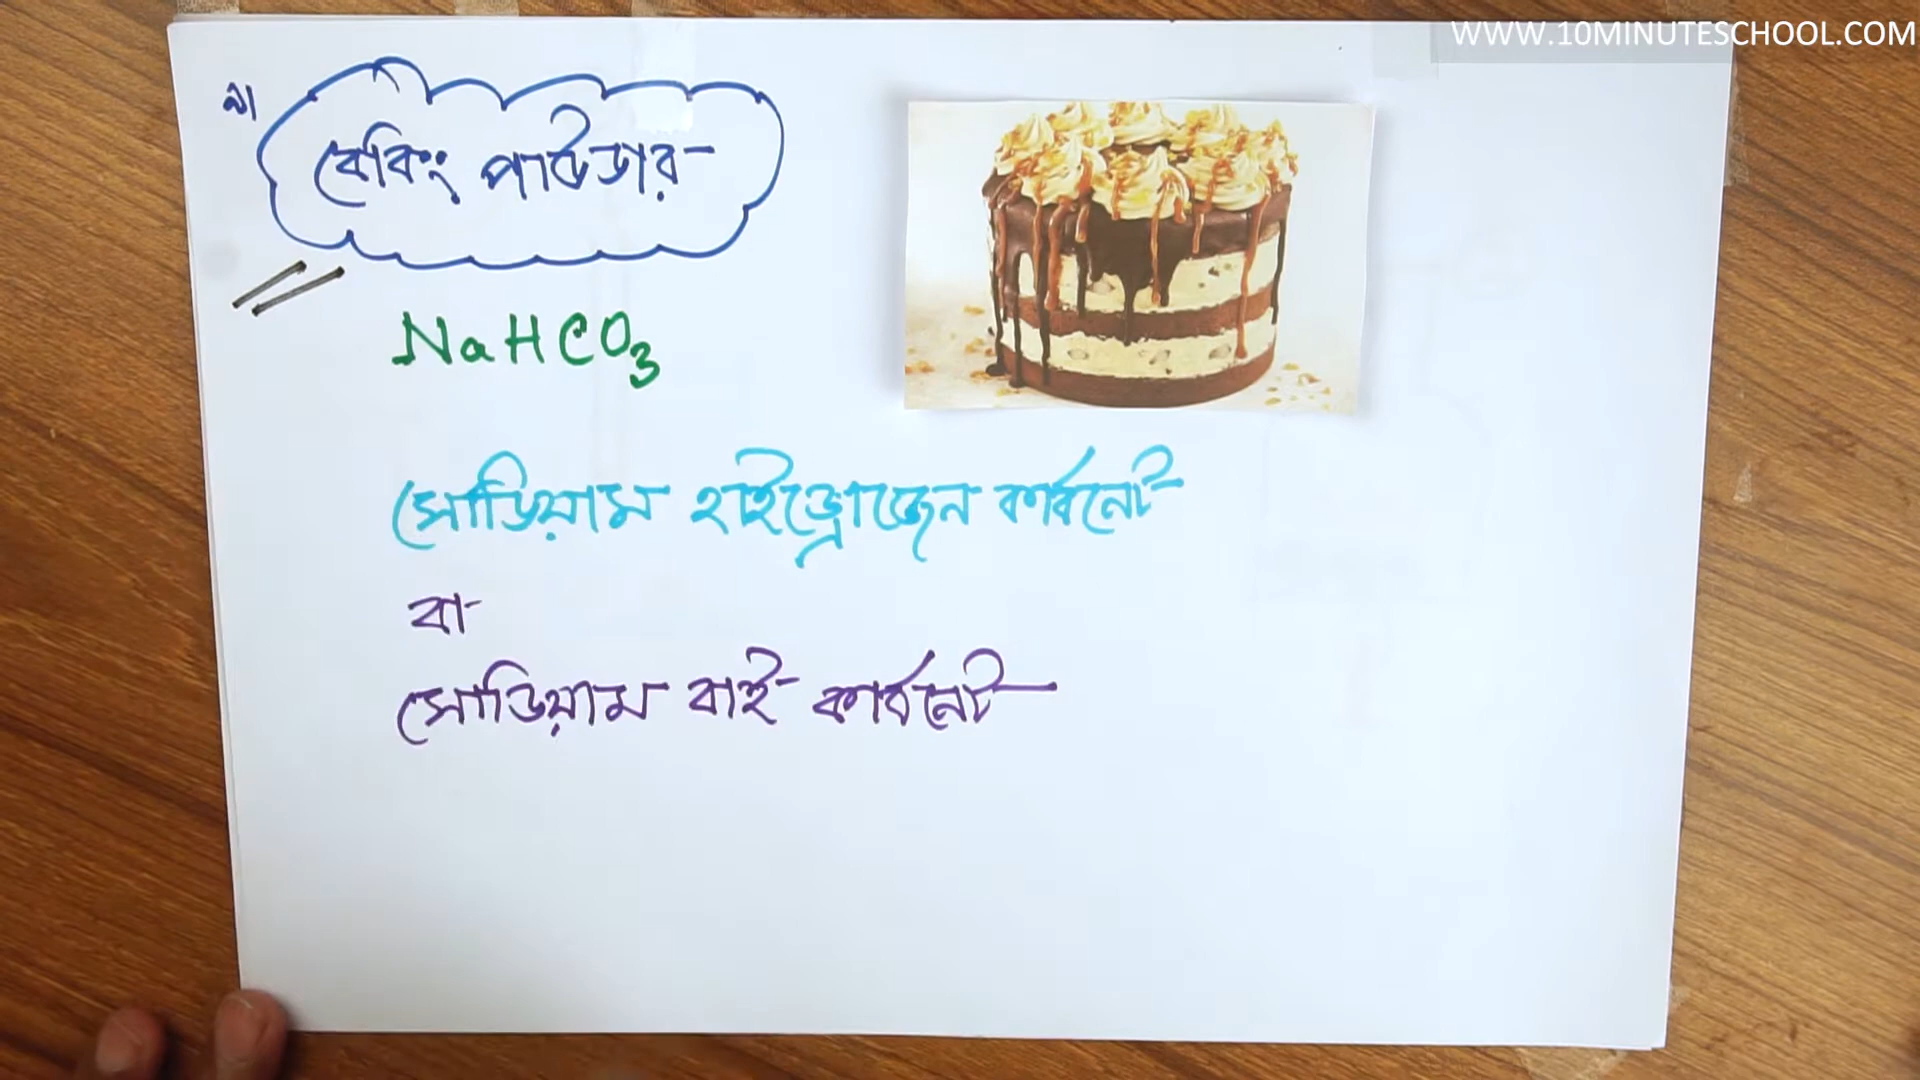 WWW.10MINUTESCHOOL.COM
বেকিং পাউডার
NaHCO3
সোডিয়াম হাইড্রোজেন কার্বনেট
বা
সোডিয়াম বাই কার্বনেট